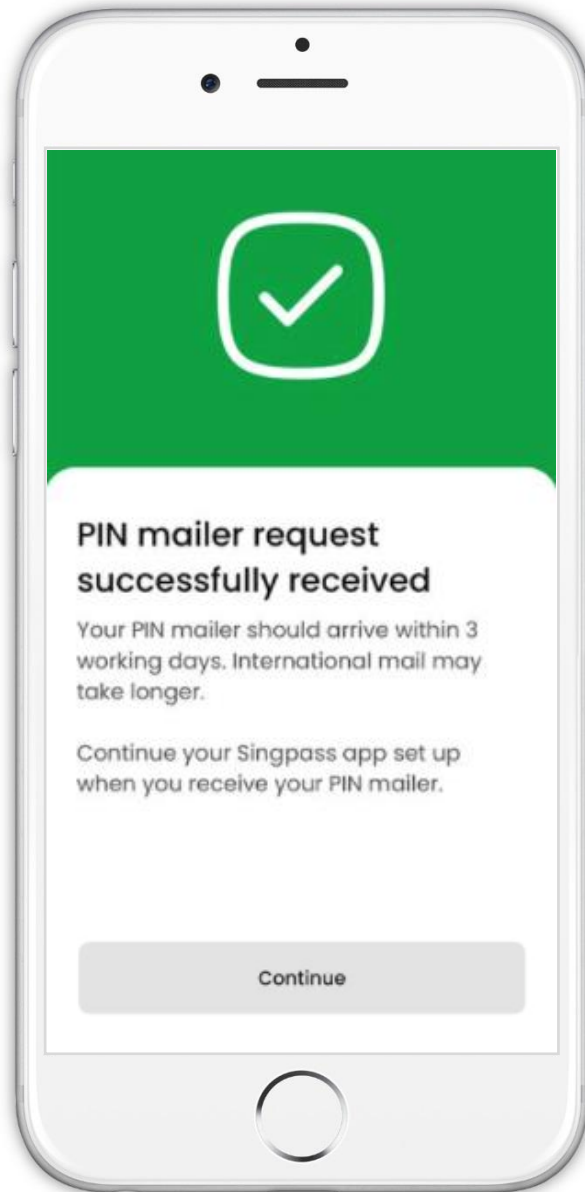 PIN mailer request
successfully received
Your PIN mailer should arrive within 3
working days. International mail may
take longer.
Continue your Singpass app set up
when you receive your PIN mailer.
Continue